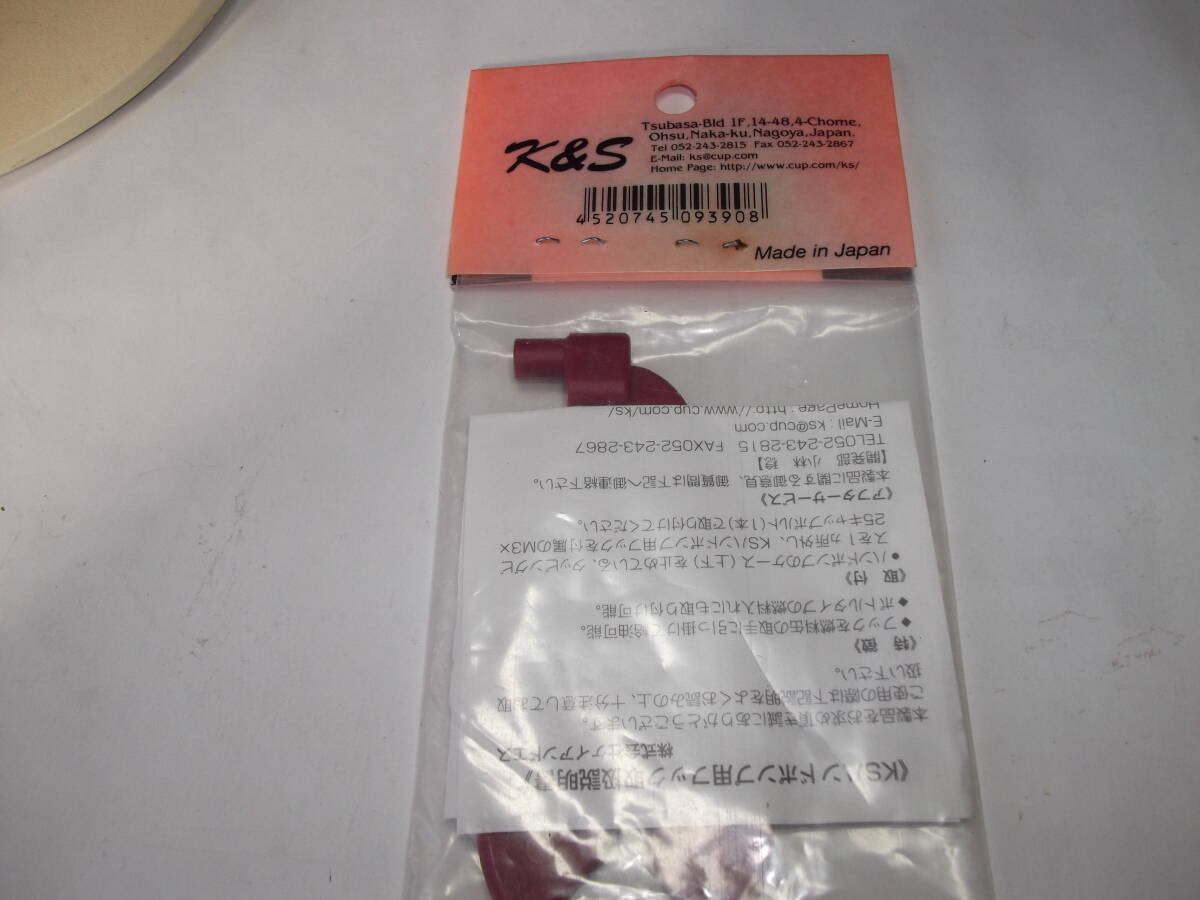 K&S
Tsubasa-Bld 1F,14-48,4-Chome,
Ohsu,Naka-ku,Nagoya,Japan.
Tel 052-243-2815 Fax 052-243-2867
E-Mail: ks@cup.com
Home Page: http://www.cup.com/ks/
4 520745 093908
Made in Japan
《KSハンドポンプ用フック取扱説明書》
株式会社ケイアンドエス
本製品をお求め頂き誠にありがとうございます。
ご使用の際は下記説明をよくお読みの上、十分注意してお取
扱い下さい。
《特 徴》
◆フックを燃料缶の取手に引っ掛けて給油可能。
◆ボトルタイプの燃料入れにも取り付け可能。
《取 付》
●ハンドポンプのケース(上下)を止めている、タッピングビ
スを1カ所外し、KSハンドポンプ用フックを付属のM3×
25キャップボルト(1本)で取り付けてください。
《アフターサービス》
本製品に関する御意見、御質問は下記へ御連絡下さい。
【開発部 小林 稔】
TEL052-243-2815 FAX052-243-2867
E-Mail : ks@cup.com
HomePage : http://www.cup.com/ks/